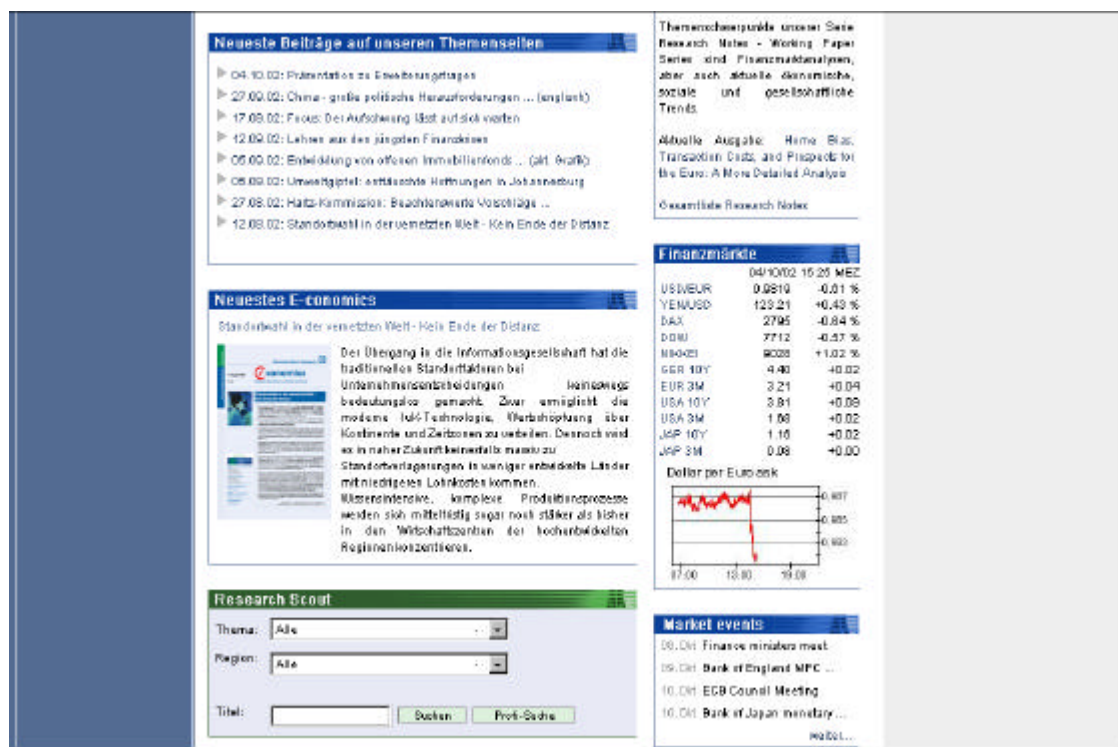 Neueste Beiträge auf unseren Themenseiten
04.10.02: Präsentation zu Erweiterungsfragen
27.09.02: China - große politische Herausforderungen ... (englisch)
17.09.02: Focus: Der Aufschwung lässt auf sich warten
12.09.02: Lehren aus den jüngsten Finanzkrisen
05.09.02: Entwicklung von offenen Immobilienfonds ... (akt. Grafik)
05.09.02: Umweltgipfel: enttäuschte Hoffnungen in Johannesburg
27.08.02: Hartz-Kommission: Beachtenswerte Vorschläge ...
12.08.02: Standortwahl in der vernetzten Welt - Kein Ende der Distanz
Neuestes E-conomics
Standortwahl in der vernetzten Welt - Kein Ende der Distanz
Der Übergang in die Informationsgesellschaft hat die
traditionellen Standortfaktoren bei
Unternehmensentscheidungen keineswegs
bedeutungslos gemacht. Zwar ermöglicht die
moderne IuK-Technologie, Wertschöpfung über
Kontinente und Zeitzonen zu verteilen. Dennoch wird
es in naher Zukunft keinesfalls massiv zu
Standortverlagerungen in weniger entwickelte Länder
mit niedrigeren Lohnkosten kommen.
Wissensintensive, komplexe Produktionsprozesse
werden sich mittelfristig sogar noch stärker als bisher
in den Wirtschaftszentren der hochentwickelten
Regionen konzentrieren.
Research Scout
Thema: Alle
Region: Alle
Titel: Suchen Profi-Suche
Themenschwerpunkte unserer Serie
Research Notes - Working Paper
Series sind Finanzmarktanalysen,
aber auch aktuelle ökonomische,
soziale und gesellschaftliche
Trends.
Aktuelle Ausgabe: Home Bias,
Transaction Costs, and Prospects for
the Euro: A More Detailed Analysis
Gesamtliste Research Notes
Finanzmärkte
04/10/02 15:25 MEZ
USD/EUR 0.9819 -0.61 %
YEN/USD 123.21 +0.43 %
DAX 2795 -0.84 %
DOW 7712 -0.57 %
NIKKEI 9028 +1.02 %
GER 10Y 4.40 +0.02
EUR 3M 3.21 +0.04
USA 10Y 3.81 +0.09
USA 3M 1.68 +0.02
JAP 10Y 1.16 +0.02
JAP 3M 0.08 +0.00
Dollar per Euro ask
0,987
0,985
0,983
07:00 13:00 19:00
Market events
08. Okt Finance ministers meet
09. Okt Bank of England MPC ...
10. Okt ECB Council Meeting
10. Okt Bank of Japan monetary ...
weiter...